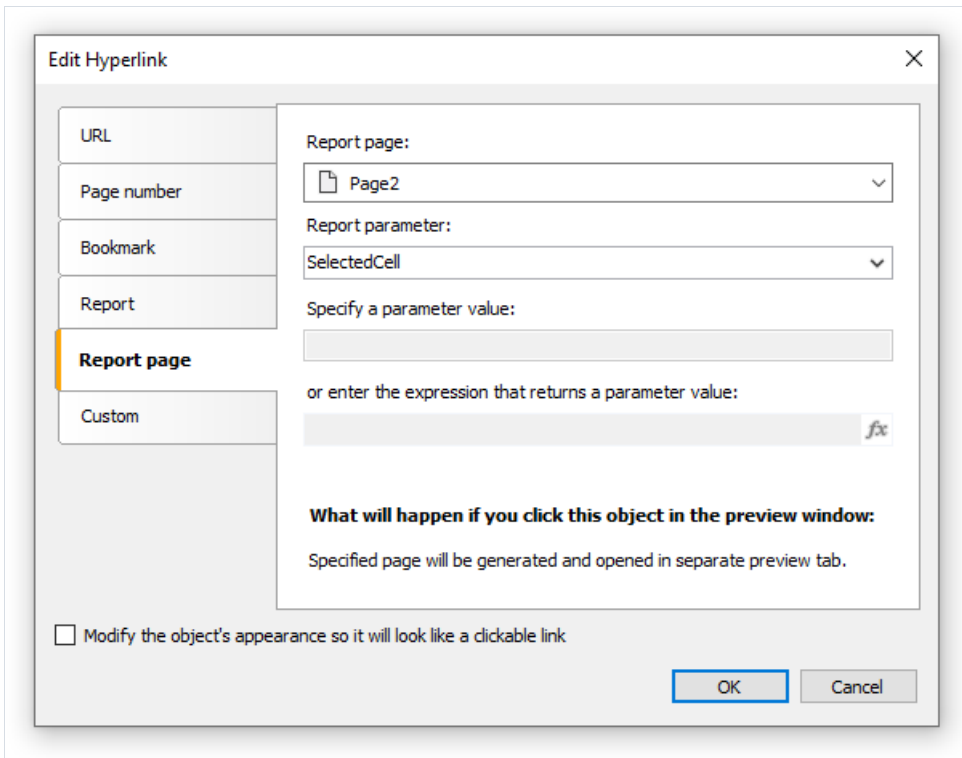 Edit Hyperlink
URL
Page number
Bookmark
Report
Report page
Custom
Report page:
Page2
Report parameter:
SelectedCell
Specify a parameter value:
or enter the expression that returns a parameter value:
fx
What will happen if you click this object in the preview window:
Specified page will be generated and opened in separate preview tab.
Modify the object's appearance so it will look like a clickable link
OK
Cancel